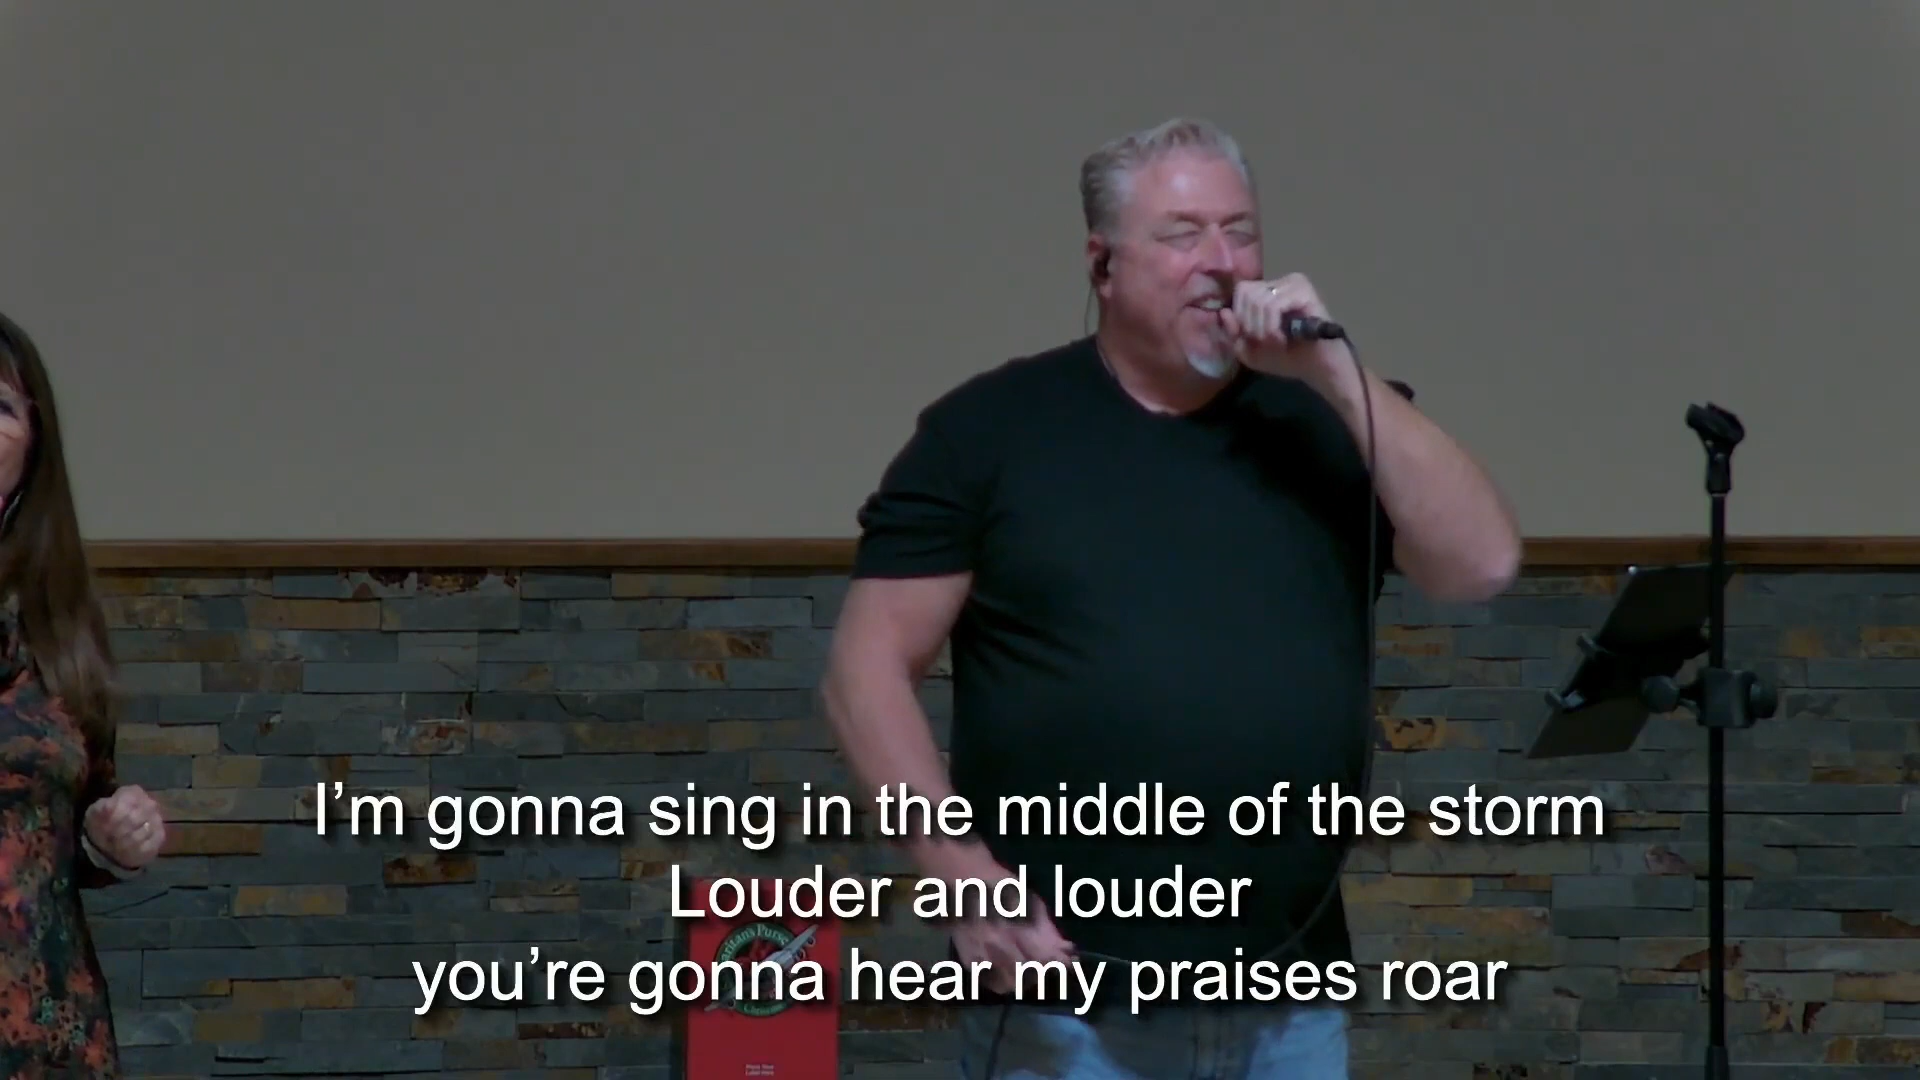 I’m gonna sing in the middle of the storm
Louder and louder
you’re gonna hear my praises roar